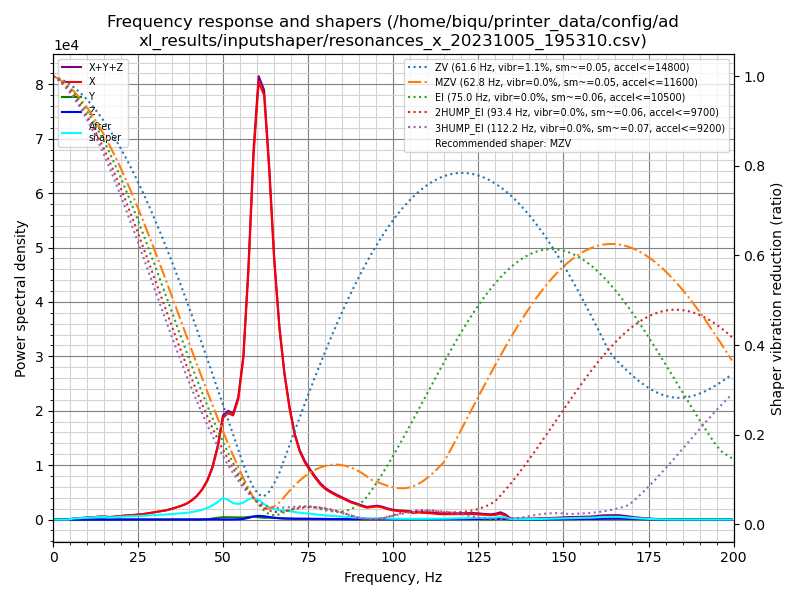 Frequency response and shapers (/home/biqu/printer_data/config/ad
xl_results/inputshaper/resonances_x_20231005_195310.csv)
1e4
X+Y+Z
X
Y
Z
After
shaper
ZV (61.6 Hz, vibr=1.1%, sm~=0.05, accel<=14800)
MZV (62.8 Hz, vibr=0.0%, sm~=0.05, accel<=11600)
EI (75.0 Hz, vibr=0.0%, sm~=0.06, accel<=10500)
2HUMP_EI (93.4 Hz, vibr=0.0%, sm~=0.06, accel<=9700)
3HUMP_EI (112.2 Hz, vibr=0.0%, sm~=0.07, accel<=9200)
Recommended shaper: MZV
Power spectral density
8
7
6
5
4
3
2
1
0
1.0
0.8
0.6
0.4
0.2
0.0
Shaper vibration reduction (ratio)
0 25 50 75 100 125 150 175 200
Frequency, Hz